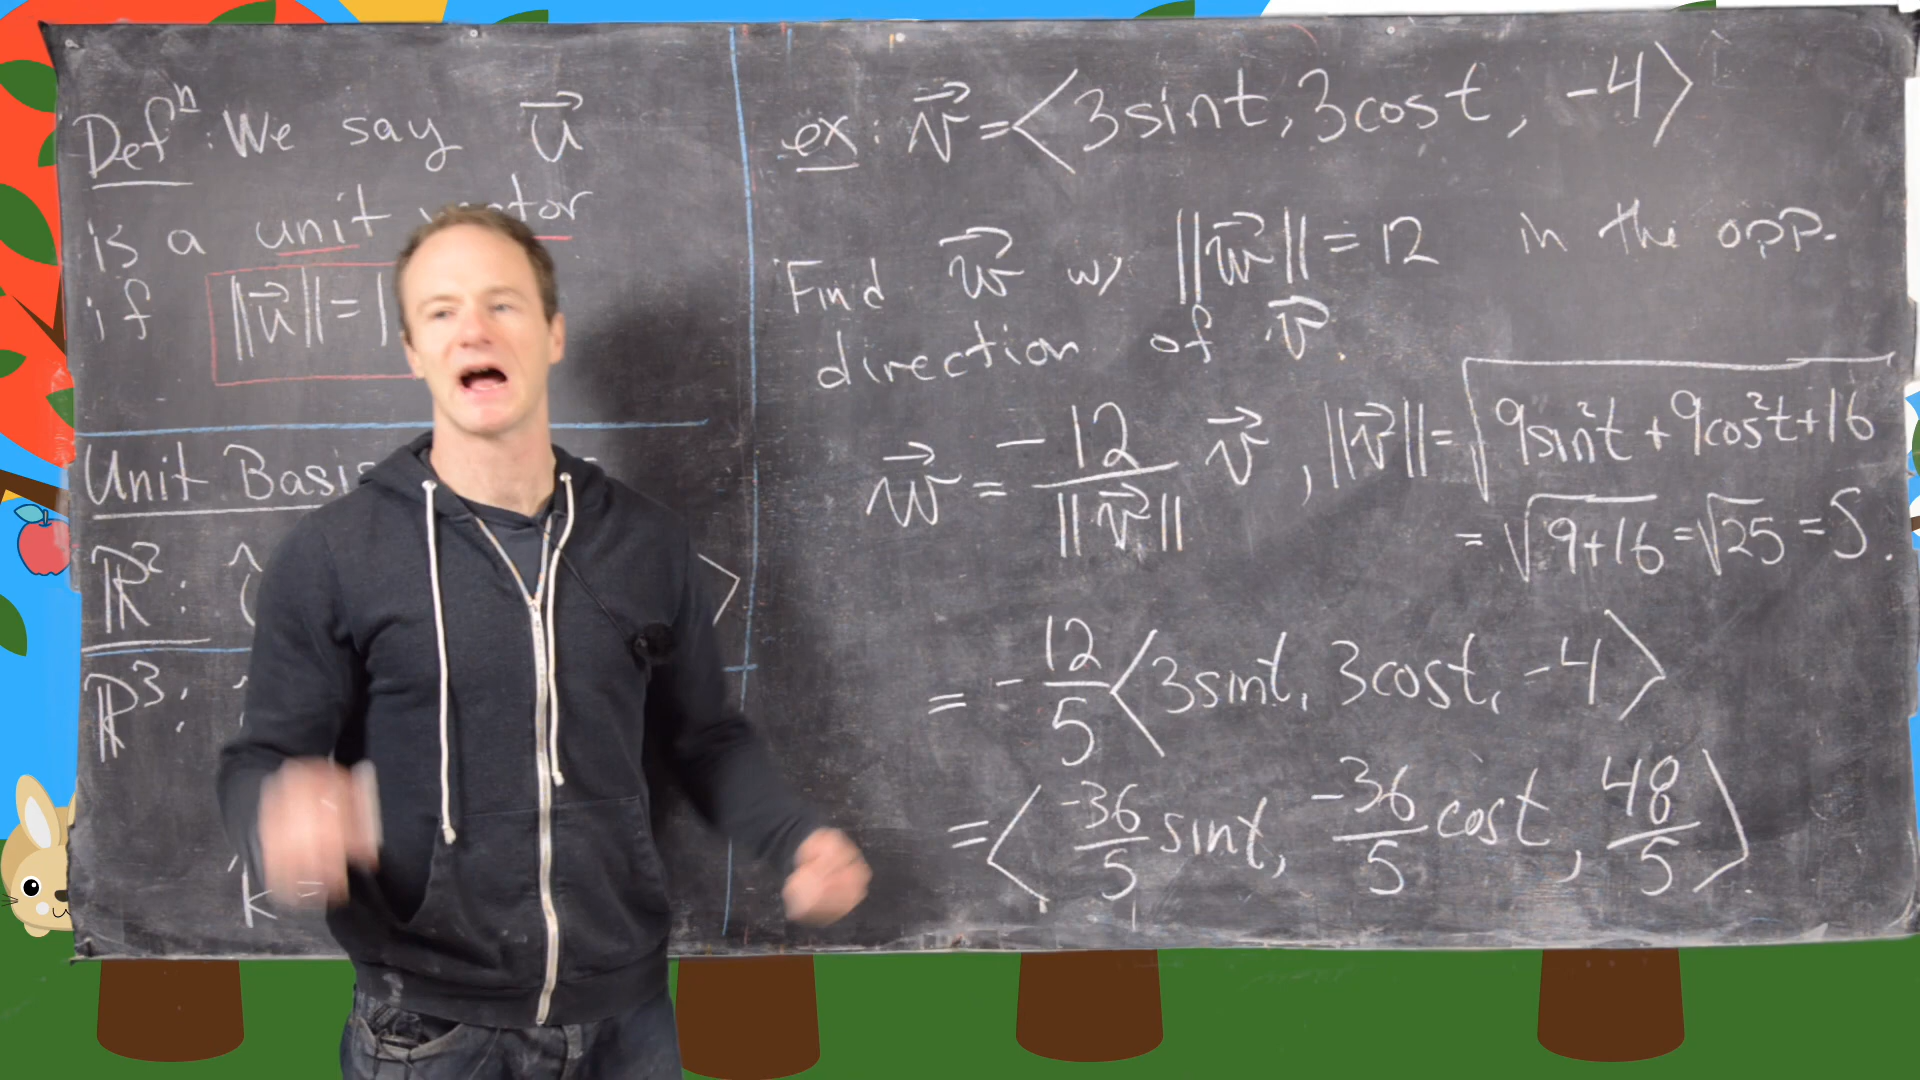 Defⁿ: We say u⃗
is a unit vector
if ||u⃗|| = 1
Unit Basis
ℝ²:
ℝ³:
k =
ex: v⃗ = ⟨3sint, 3cost, -4⟩
Find w⃗ w/ ||w⃗|| = 12 in the opp.
direction of v⃗.
w⃗ = -12/||v⃗|| v⃗, ||v⃗|| = √(9sin²t + 9cos²t + 16)
= √(9+16) = √25 = 5.
= -12/5 ⟨3sint, 3cost, -4⟩
= ⟨-36/5 sint, -36/5 cost, 48/5⟩.